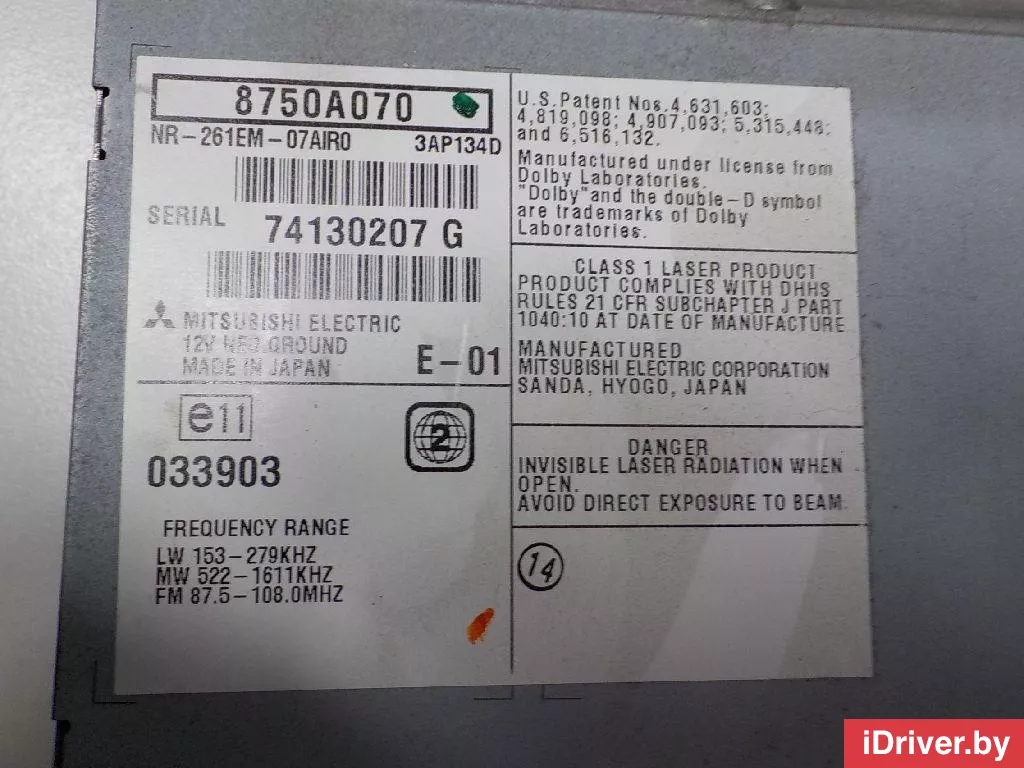 8750A070
NR-261EM-07AIR0 3AP134D
SERIAL 74130207 G
MITSUBISHI ELECTRIC
12V NEG.GROUND
MADE IN JAPAN
E-01
e11
2
033903
FREQUENCY RANGE
LW 153-279KHZ
MW 522-1611KHZ
FM 87.5-108.0MHZ
U.S.Patent Nos.4,631,603;
4,819,098; 4,907,093; 5,315,448;
and 6,516,132.
Manufactured under license from
Dolby Laboratories.
"Dolby"and the double-D symbol
are trademarks of Dolby
Laboratories.
CLASS 1 LASER PRODUCT
PRODUCT COMPLIES WITH DHHS
RULES 21 CFR SUBCHAPTER J PART
1040:10 AT DATE OF MANUFACTURE
MANUFACTURED
MITSUBISHI ELECTRIC CORPORATION
SANDA, HYOGO, JAPAN
DANGER
INVISIBLE LASER RADIATION WHEN
OPEN.
AVOID DIRECT EXPOSURE TO BEAM.
14
iDriver.by